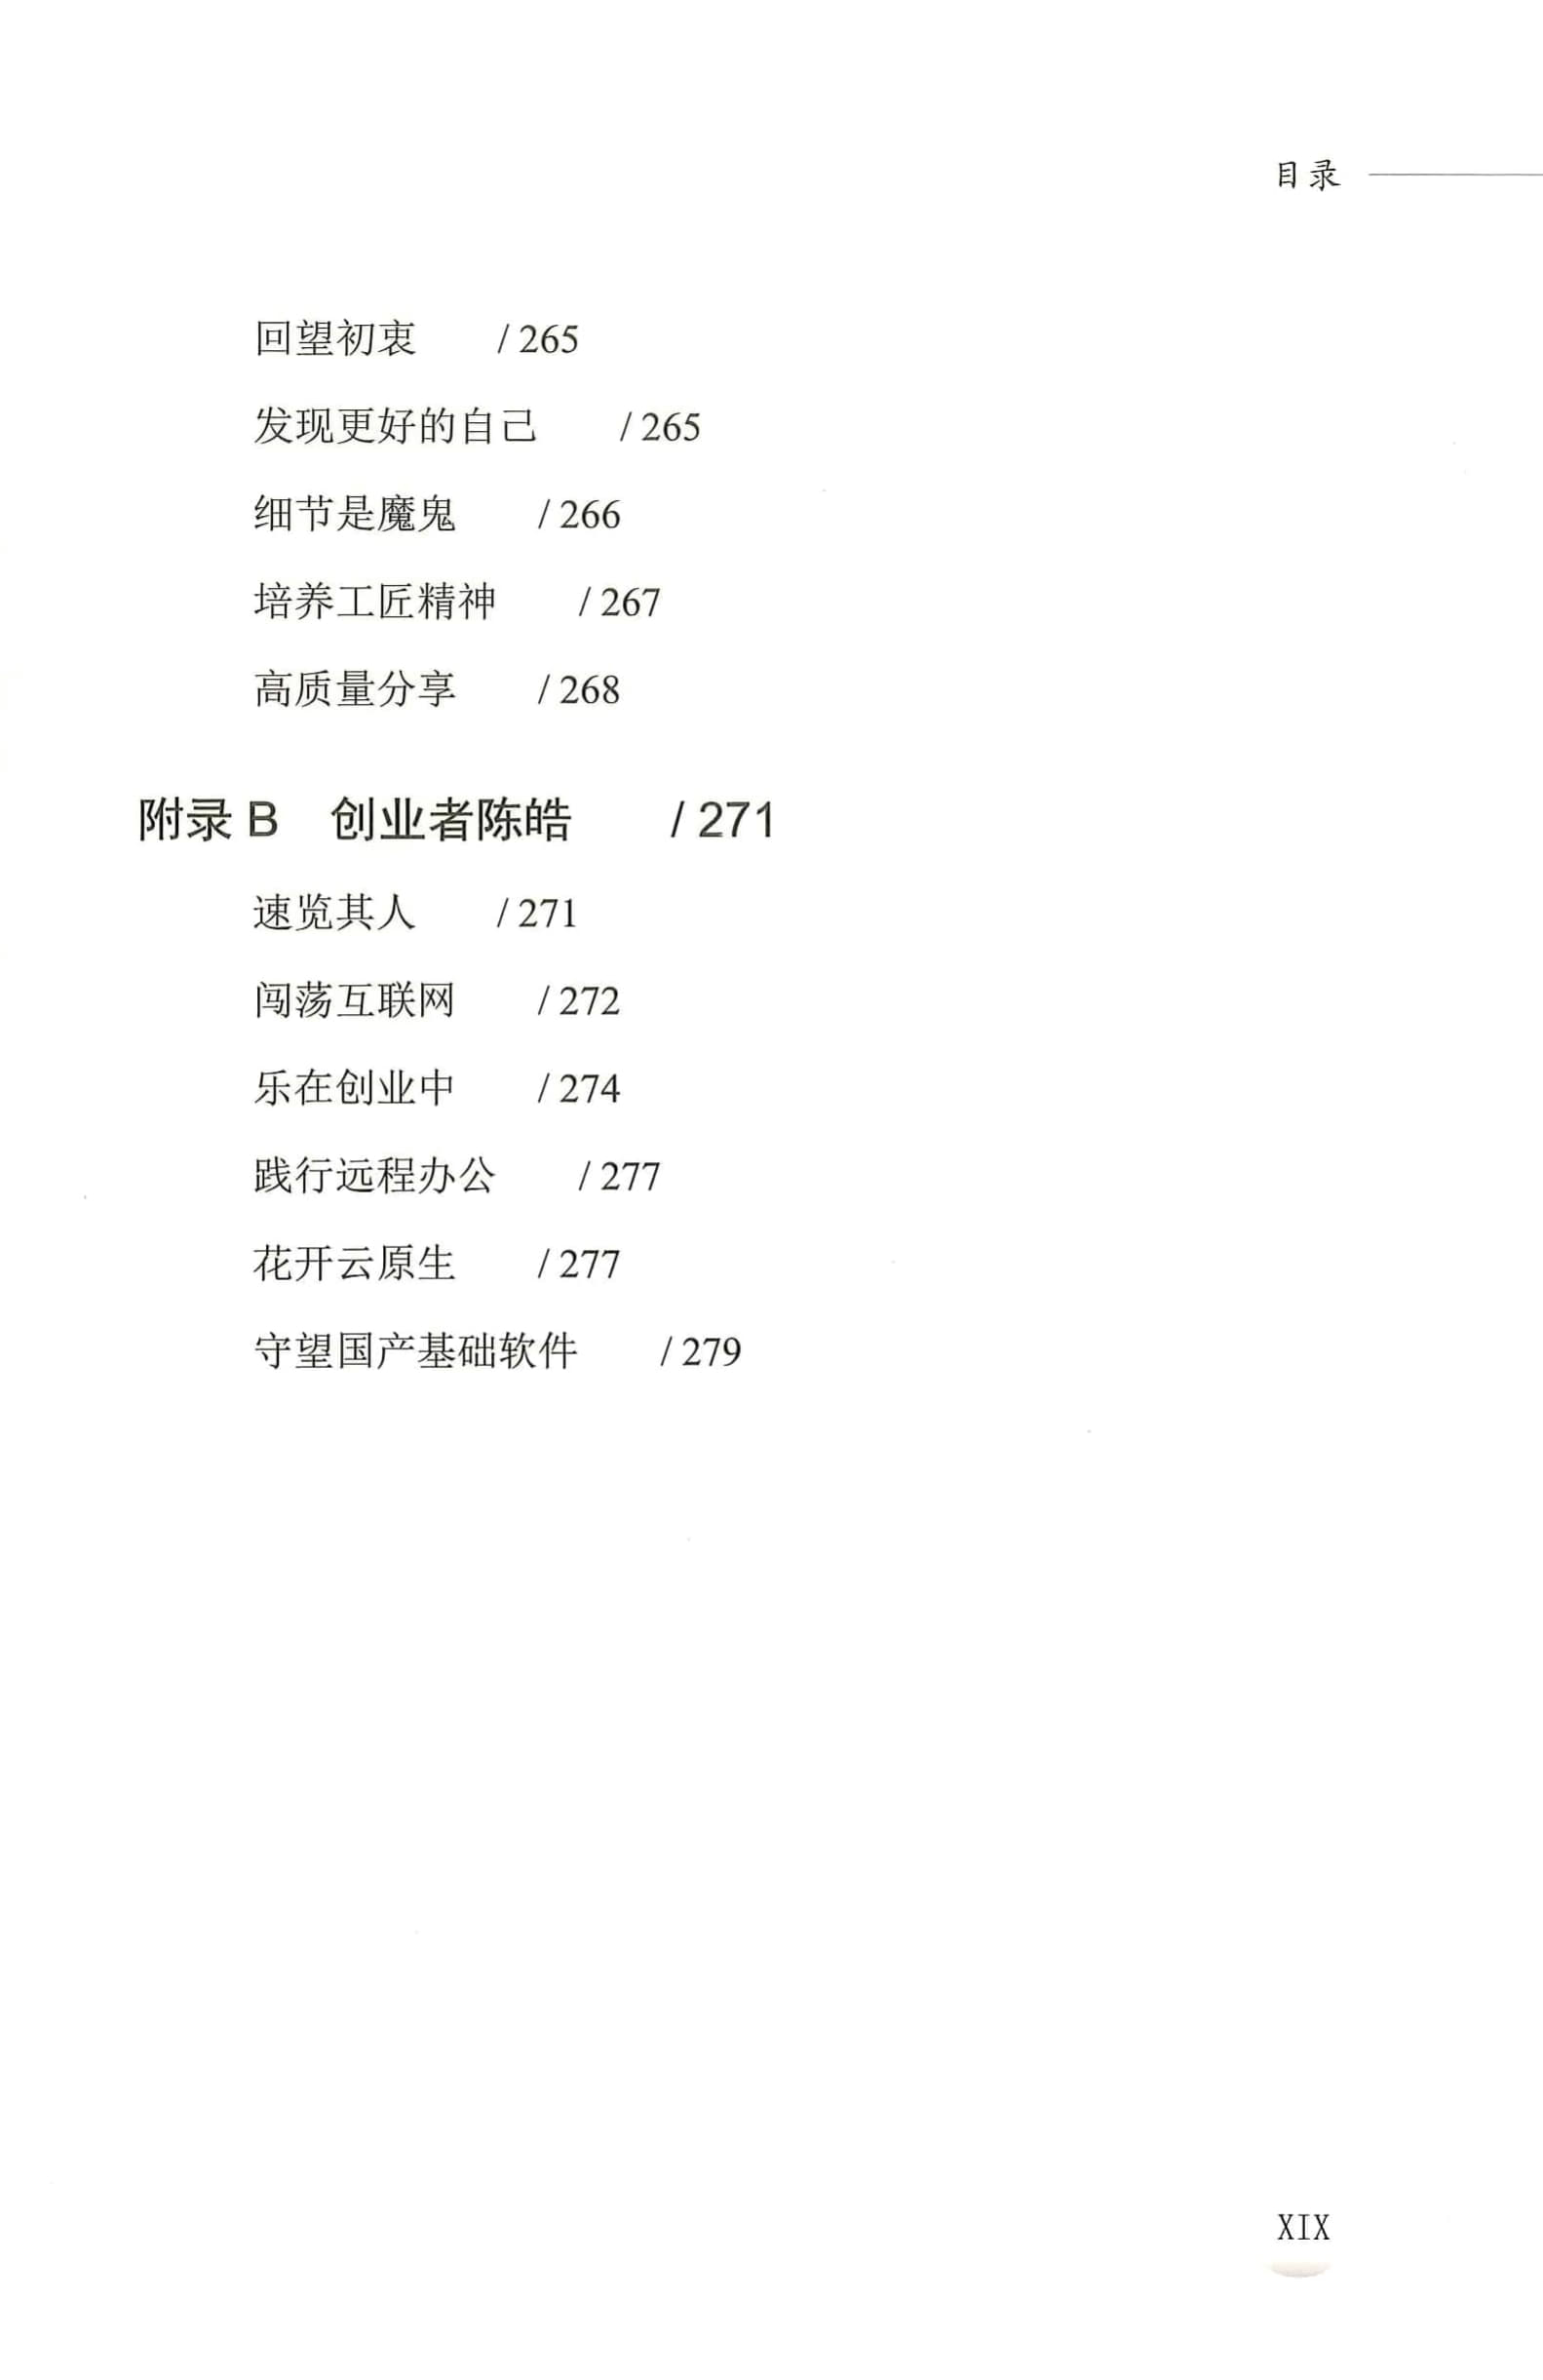 目录
回望初衷 / 265
发现更好的自己 / 265
细节是魔鬼 / 266
培养工匠精神 / 267
高质量分享 / 268
附录 B 创业者陈皓 / 271
速览其人 / 271
闯荡互联网 / 272
乐在创业中 / 274
践行远程办公 / 277
花开云原生 / 277
守望国产基础软件 / 279
XIX